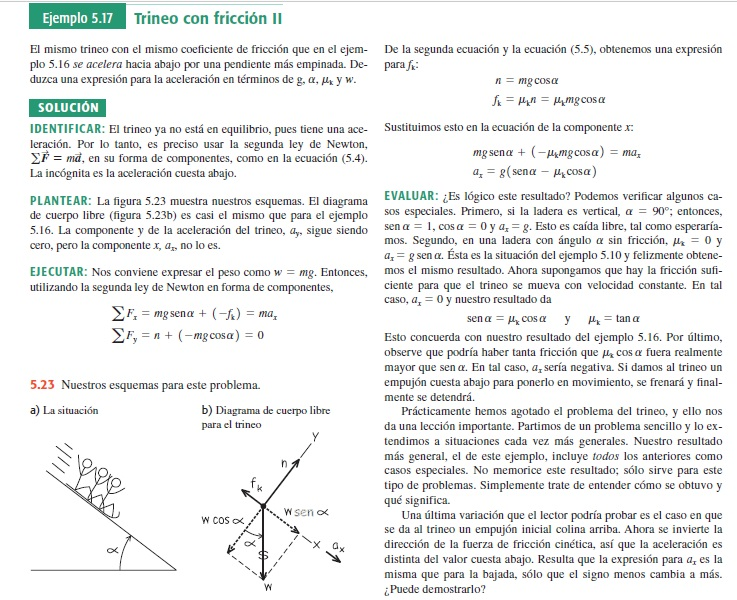 Ejemplo 5.17 Trineo con fricción II
El mismo trineo con el mismo coeficiente de fricción que en el ejem-
plo 5.16 se acelera hacia abajo por una pendiente más empinada. De-
duzca una expresión para la aceleración en términos de g, α, μk y w.
SOLUCIÓN
IDENTIFICAR: El trineo ya no está en equilibrio, pues tiene una ace-
leración. Por lo tanto, es preciso usar la segunda ley de Newton,
∑F⃗ = ma⃗, en su forma de componentes, como en la ecuación (5.4).
La incógnita es la aceleración cuesta abajo.
PLANTEAR: La figura 5.23 muestra nuestros esquemas. El diagrama
de cuerpo libre (figura 5.23b) es casi el mismo que para el ejemplo
5.16. La componente y de la aceleración del trineo, ay, sigue siendo
cero, pero la componente x, ax, no lo es.
EJECUTAR: Nos conviene expresar el peso como w = mg. Entonces,
utilizando la segunda ley de Newton en forma de componentes,
∑Fx = mg sen α + (−fk) = max
∑Fy = n + (−mg cos α) = 0
5.23 Nuestros esquemas para este problema.
a) La situación
α
b) Diagrama de cuerpo libre
para el trineo
Y
n
fk
w cos α
w sen α
α
S
X
ax
w
De la segunda ecuación y la ecuación (5.5), obtenemos una expresión
para fk:
n = mg cos α
fk = μkn = μkmg cos α
Sustituimos esto en la ecuación de la componente x:
mg sen α + (−μkmg cos α) = max
ax = g(sen α − μk cos α)
EVALUAR: ¿Es lógico este resultado? Podemos verificar algunos ca-
sos especiales. Primero, si la ladera es vertical, α = 90°; entonces,
sen α = 1, cos α = 0 y ax = g. Esto es caída libre, tal como esperaría-
mos. Segundo, en una ladera con ángulo α sin fricción, μk = 0 y
ax = g sen α. Ésta es la situación del ejemplo 5.10 y felizmente obtene-
mos el mismo resultado. Ahora supongamos que hay la fricción sufi-
ciente para que el trineo se mueva con velocidad constante. En tal
caso, ax = 0 y nuestro resultado da
sen α = μk cos α y μk = tan α
Esto concuerda con nuestro resultado del ejemplo 5.16. Por último,
observe que podría haber tanta fricción que μk cos α fuera realmente
mayor que sen α. En tal caso, ax sería negativa. Si damos al trineo un
empujón cuesta abajo para ponerlo en movimiento, se frenará y final-
mente se detendrá.
Prácticamente hemos agotado el problema del trineo, y ello nos
da una lección importante. Partimos de un problema sencillo y lo ex-
tendimos a situaciones cada vez más generales. Nuestro resultado
más general, el de este ejemplo, incluye todos los anteriores como
casos especiales. No memorice este resultado; sólo sirve para este
tipo de problemas. Simplemente trate de entender cómo se obtuvo y
qué significa.
Una última variación que el lector podría probar es el caso en que
se da al trineo un empujón inicial colina arriba. Ahora se invierte la
dirección de la fuerza de fricción cinética, así que la aceleración es
distinta del valor cuesta abajo. Resulta que la expresión para ax es la
misma que para la bajada, sólo que el signo menos cambia a más.
¿Puede demostrarlo?